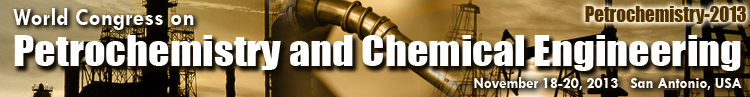 Petrochemistry-2013
World Congress on
Petrochemistry and Chemical Engineering
November 18-20, 2013 San Antonio, USA